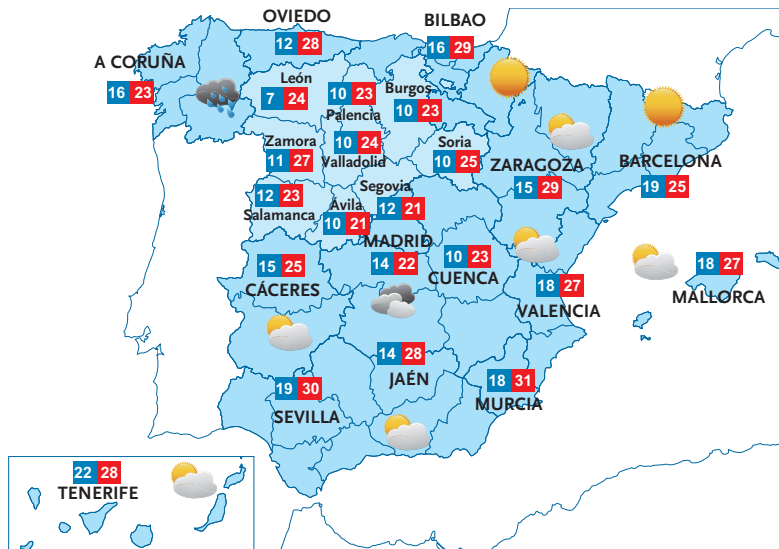 OVIEDO
12 28
BILBAO
16 29
A CORUÑA
16 23
León
7 24
10 23
Palencia
Burgos
10 23
Zamora
11 27
10 24
Valladolid
Soria
10 25
ZARAGOZA
15 29
BARCELONA
19 25
12 23
Salamanca
Ávila
10 21
Segovia
12 21
MADRID
14 22
10 23
CUENCA
15 25
CÁCERES
18 27
VALENCIA
18 27
MALLORCA
14 28
JAÉN
19 30
SEVILLA
18 31
MURCIA
22 28
TENERIFE